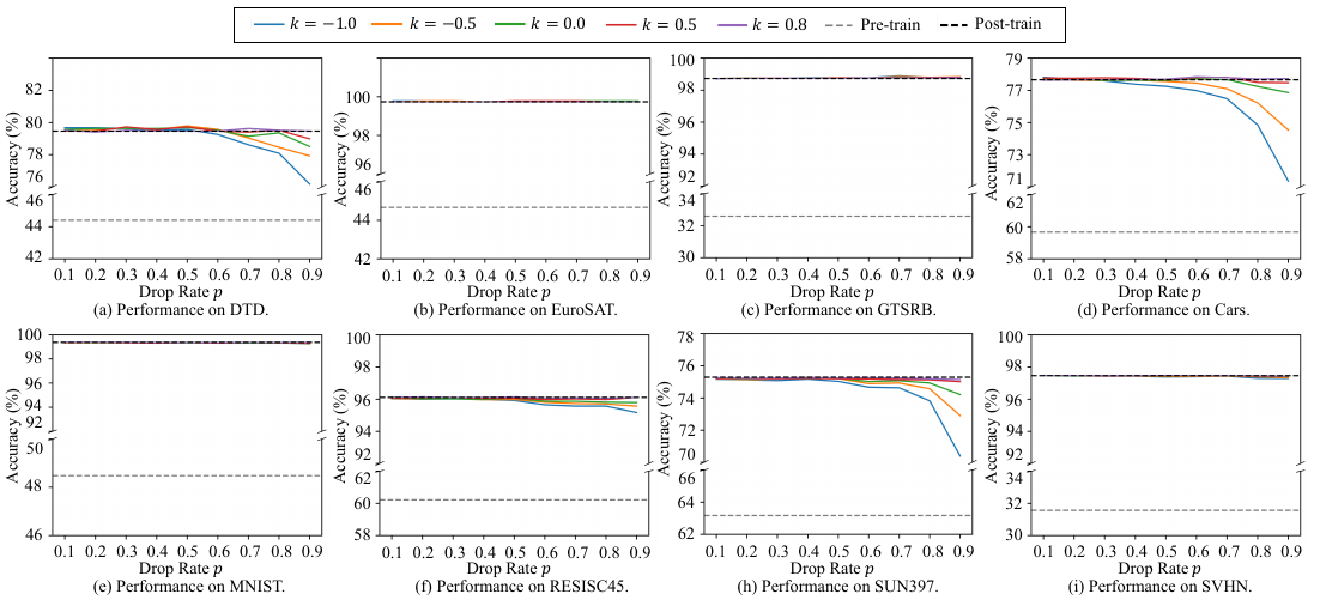 k = −1.0 k = −0.5 k = 0.0 k = 0.5 k = 0.8 Pre-train Post-train
Accuracy (%)
82
80
78
76
46
44
42
0.1 0.2 0.3 0.4 0.5 0.6 0.7 0.8 0.9
Drop Rate p
(a) Performance on DTD.
Accuracy (%)
100
98
96
46
44
42
0.1 0.2 0.3 0.4 0.5 0.6 0.7 0.8 0.9
Drop Rate p
(b) Performance on EuroSAT.
Accuracy (%)
100
98
96
94
92
34
32
30
0.1 0.2 0.3 0.4 0.5 0.6 0.7 0.8 0.9
Drop Rate p
(c) Performance on GTSRB.
Accuracy (%)
79
77
75
73
71
62
60
58
0.1 0.2 0.3 0.4 0.5 0.6 0.7 0.8 0.9
Drop Rate p
(d) Performance on Cars.
Accuracy (%)
100
98
96
94
92
50
48
46
0.1 0.2 0.3 0.4 0.5 0.6 0.7 0.8 0.9
Drop Rate p
(e) Performance on MNIST.
Accuracy (%)
100
98
96
94
92
62
60
58
0.1 0.2 0.3 0.4 0.5 0.6 0.7 0.8 0.9
Drop Rate p
(f) Performance on RESISC45.
Accuracy (%)
78
76
74
72
70
66
64
62
0.1 0.2 0.3 0.4 0.5 0.6 0.7 0.8 0.9
Drop Rate p
(h) Performance on SUN397.
Accuracy (%)
100
98
96
94
92
34
32
30
0.1 0.2 0.3 0.4 0.5 0.6 0.7 0.8 0.9
Drop Rate p
(i) Performance on SVHN.